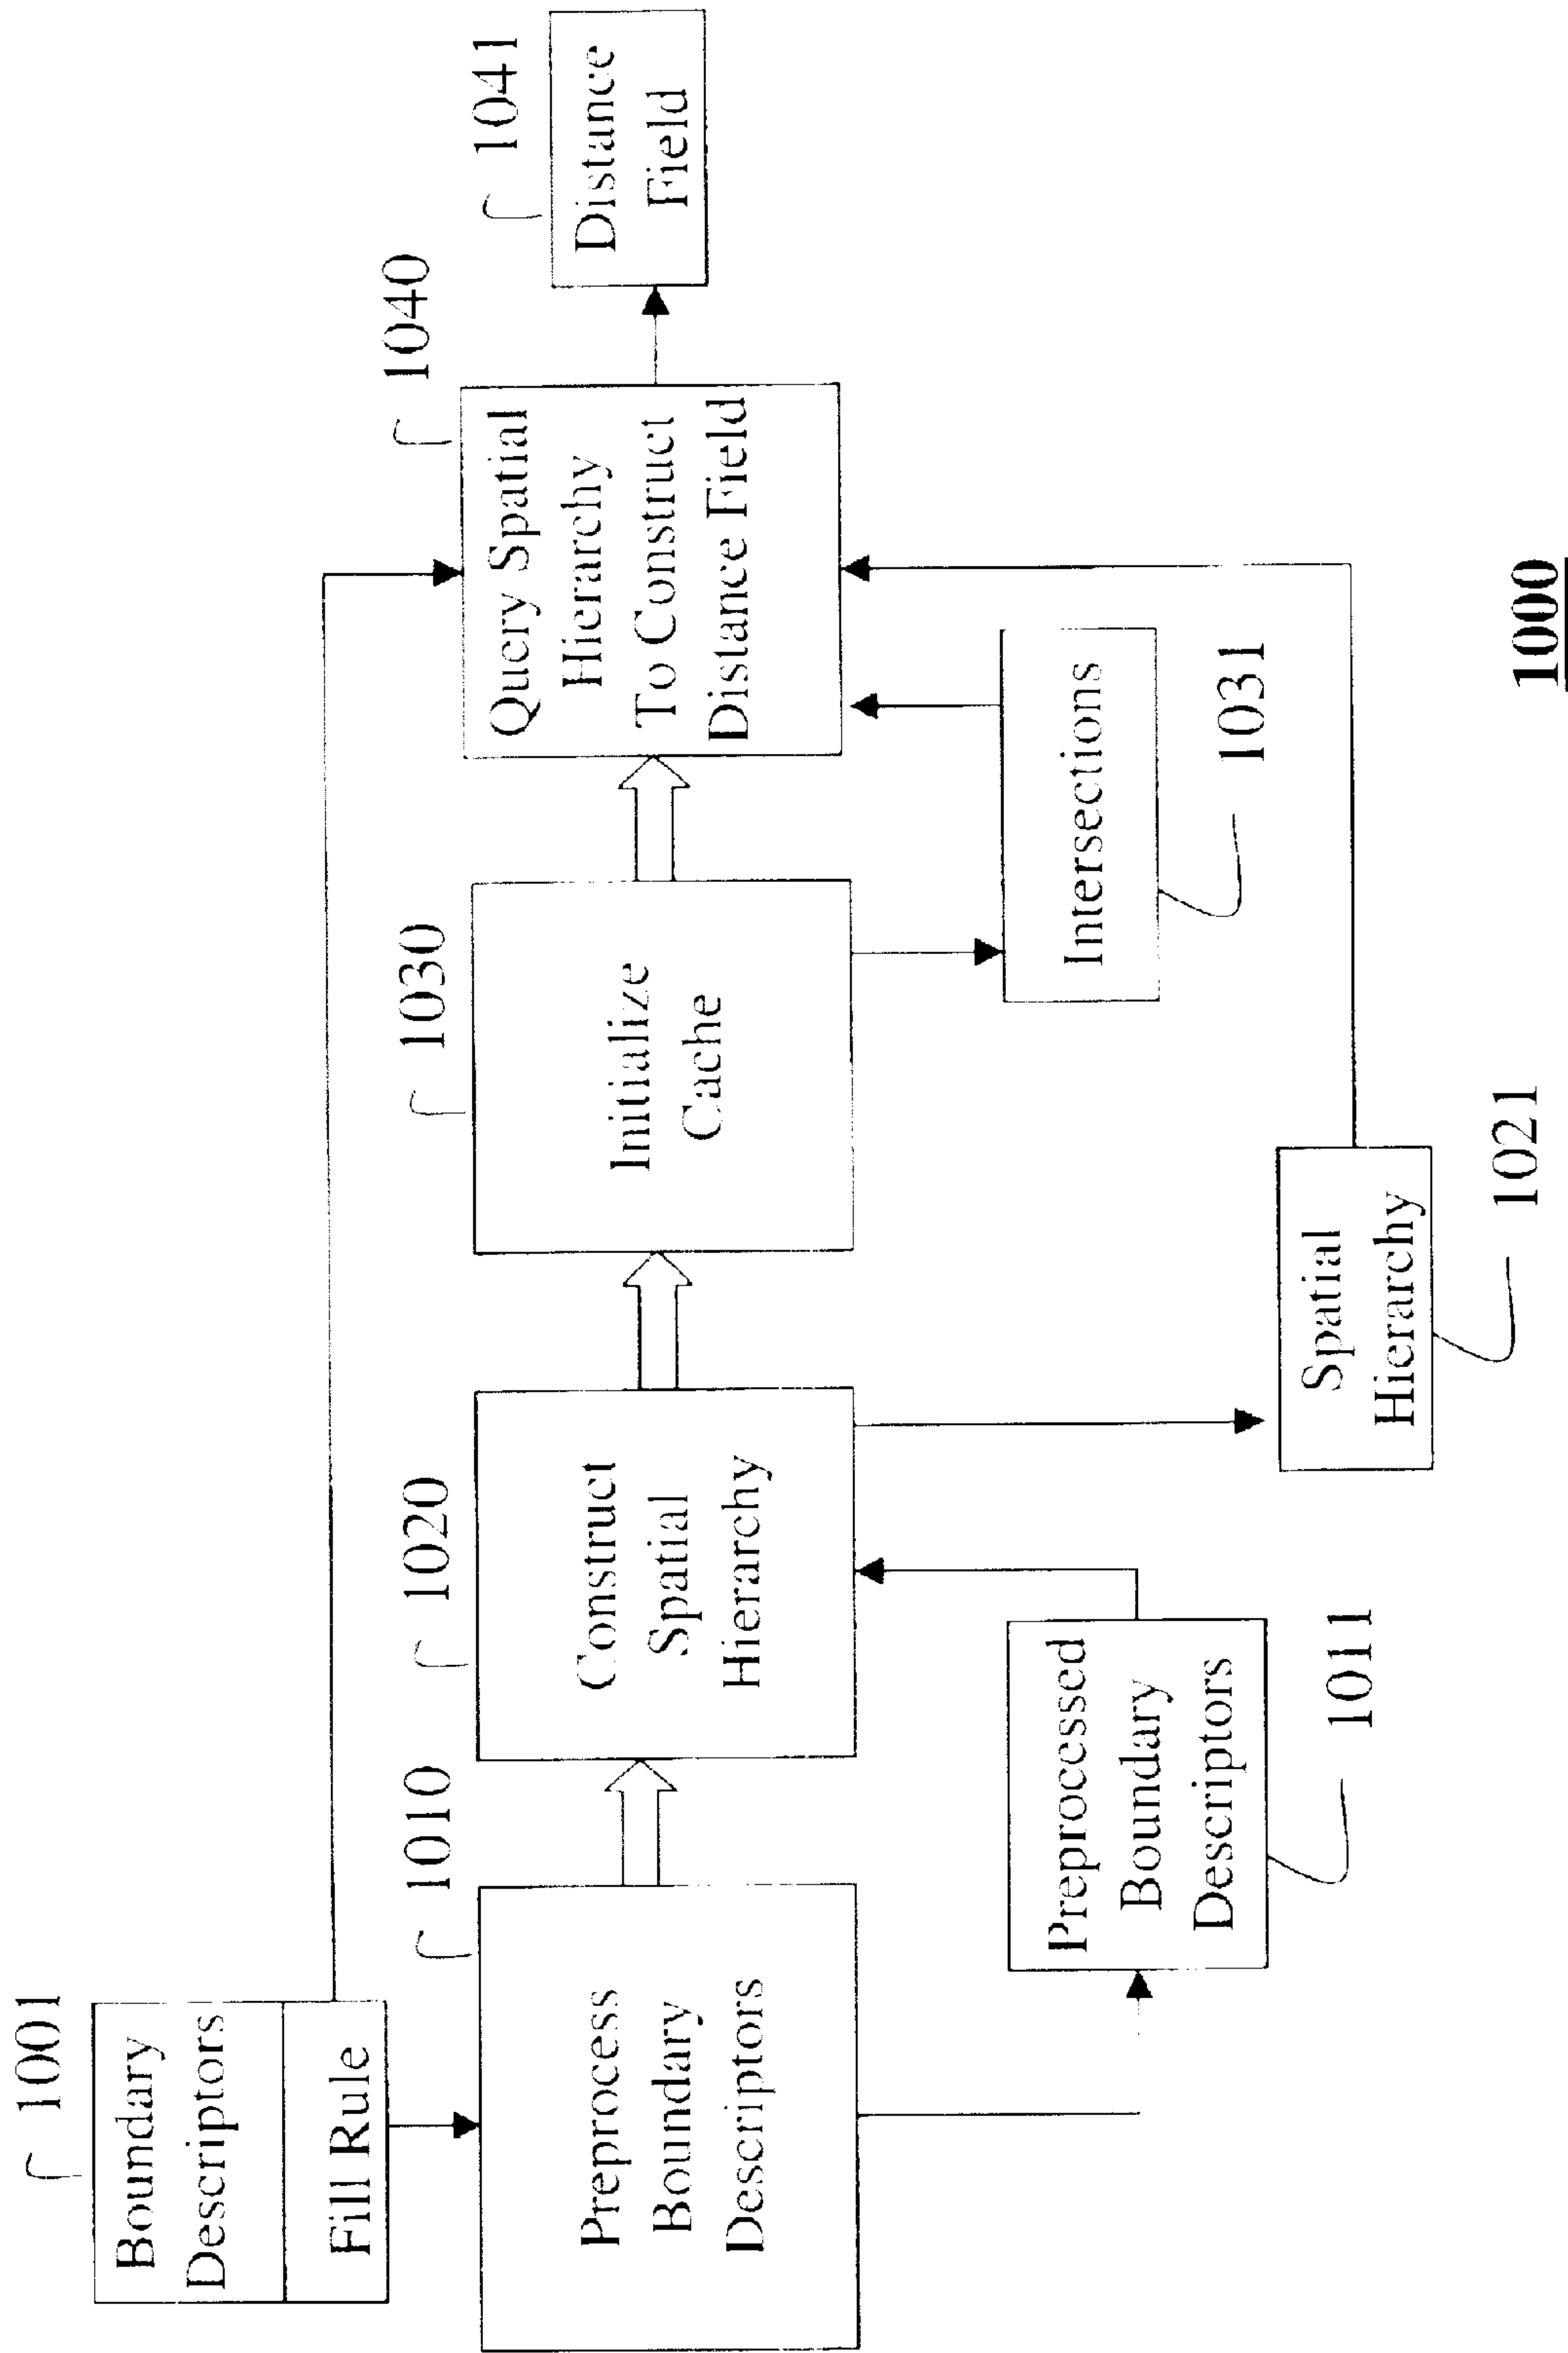 1001
Boundary
Descriptors
Fill Rule
1010
Preprocess
Boundary
Descriptors
1020
Construct
Spatial
Hierarchy
1030
Initialize
Cache
1040
Query Spatial
Hierarchy
To Construct
Distance Field
1041
Distance
Field
Preprocessed
Boundary
Descriptors
1011
Intersections
1031
Spatial
Hierarchy
1021
1000